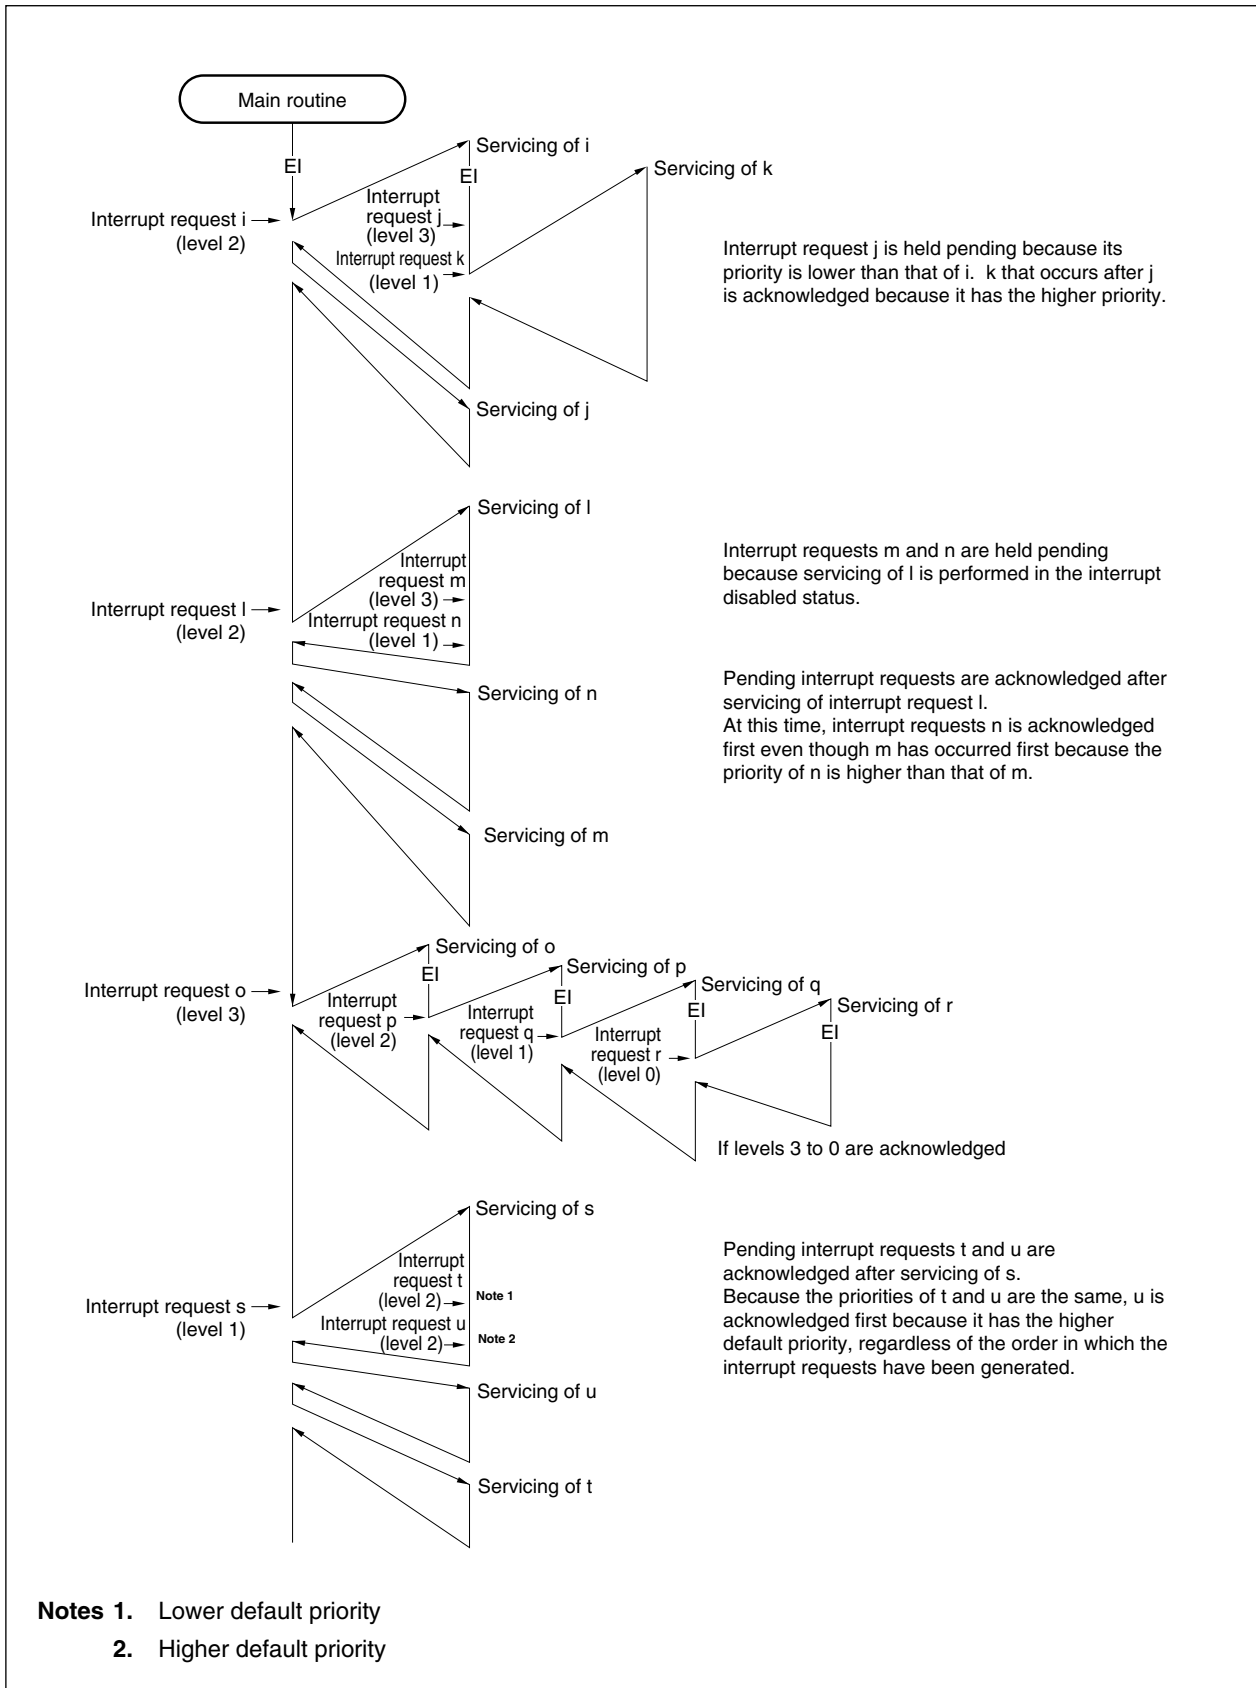 Main routine
EI
Servicing of i
EI
Servicing of k
Interrupt request i
(level 2)
Interrupt
request j
(level 3)
Interrupt request k
(level 1)
Interrupt request j is held pending because its
priority is lower than that of i.  k that occurs after j
is acknowledged because it has the higher priority.
Servicing of j
Servicing of l
Interrupt request l
(level 2)
Interrupt
request m
(level 3)
Interrupt request n
(level 1)
Interrupt requests m and n are held pending
because servicing of l is performed in the interrupt
disabled status.
Servicing of n
Pending interrupt requests are acknowledged after
servicing of interrupt request l.
At this time, interrupt requests n is acknowledged
first even though m has occurred first because the
priority of n is higher than that of m.
Servicing of m
Interrupt request o
(level 3)
Servicing of o
EI
Interrupt
request p
(level 2)
Servicing of p
EI
Interrupt
request q
(level 1)
Servicing of q
EI
Interrupt
request r
(level 0)
Servicing of r
EI
If levels 3 to 0 are acknowledged
Servicing of s
Interrupt request s
(level 1)
Interrupt
request t
(level 2)
Note 1
Interrupt request u
(level 2)
Note 2
Pending interrupt requests t and u are
acknowledged after servicing of s.
Because the priorities of t and u are the same, u is
acknowledged first because it has the higher
default priority, regardless of the order in which the
interrupt requests have been generated.
Servicing of u
Servicing of t
Notes 1. Lower default priority
2. Higher default priority